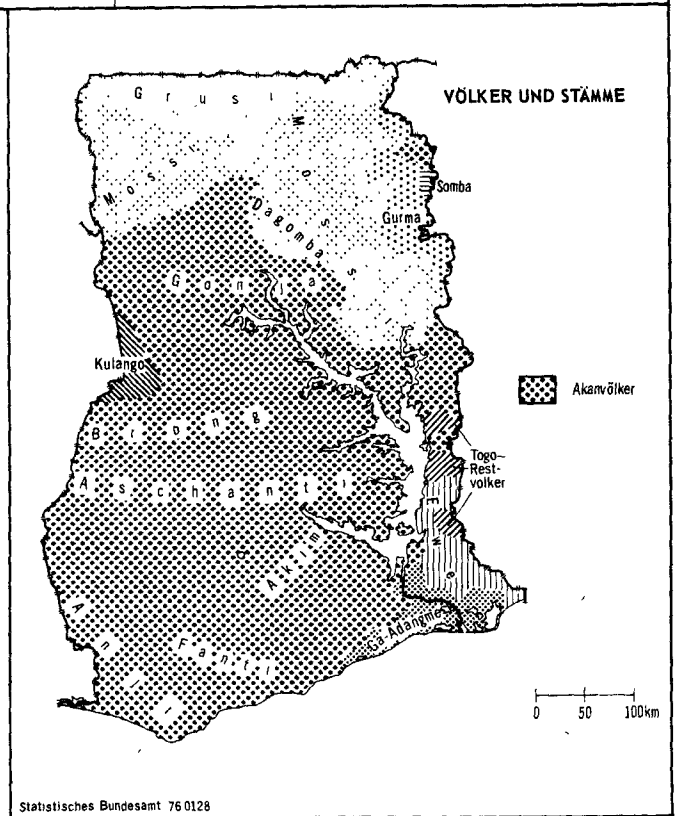 VÖLKER UND STÄMME
Grusi
Mossi
Mossi
Somba
Gurma
Dagomba
Gonja
Kulango
Akanvölker
Brong
Togo-
Rest-
volker
Aschanti
Ewe
Akim
Ga-Adangme
Anji
Fanti
0 50 100km
Statistisches Bundesamt 76 0128